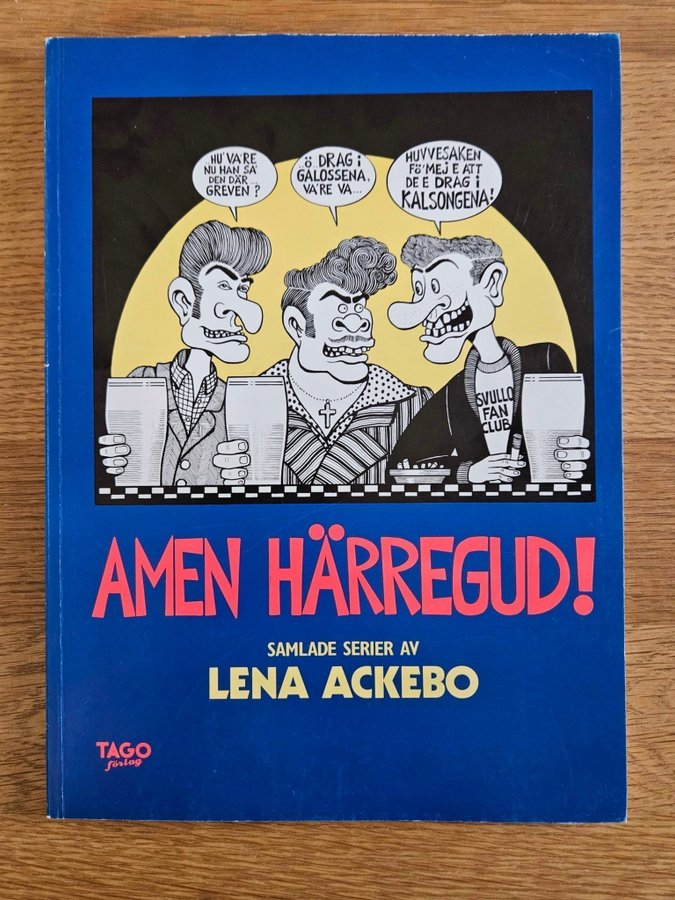 HU'VA'RE
NU HAN SA'
DEN DÄR
GREVEN?
..Ö DRAG i
GALOSSENA,
VA'RE VA...
HUVVESAKEN
FÖ'MEJ E ATT
DE E DRAG i
KALSONGENA!
SVULLO
FAN
CLUB
AMEN HÄRREGUD!
SAMLADE SERIER AV
LENA ACKEBO
TAGO
förlag